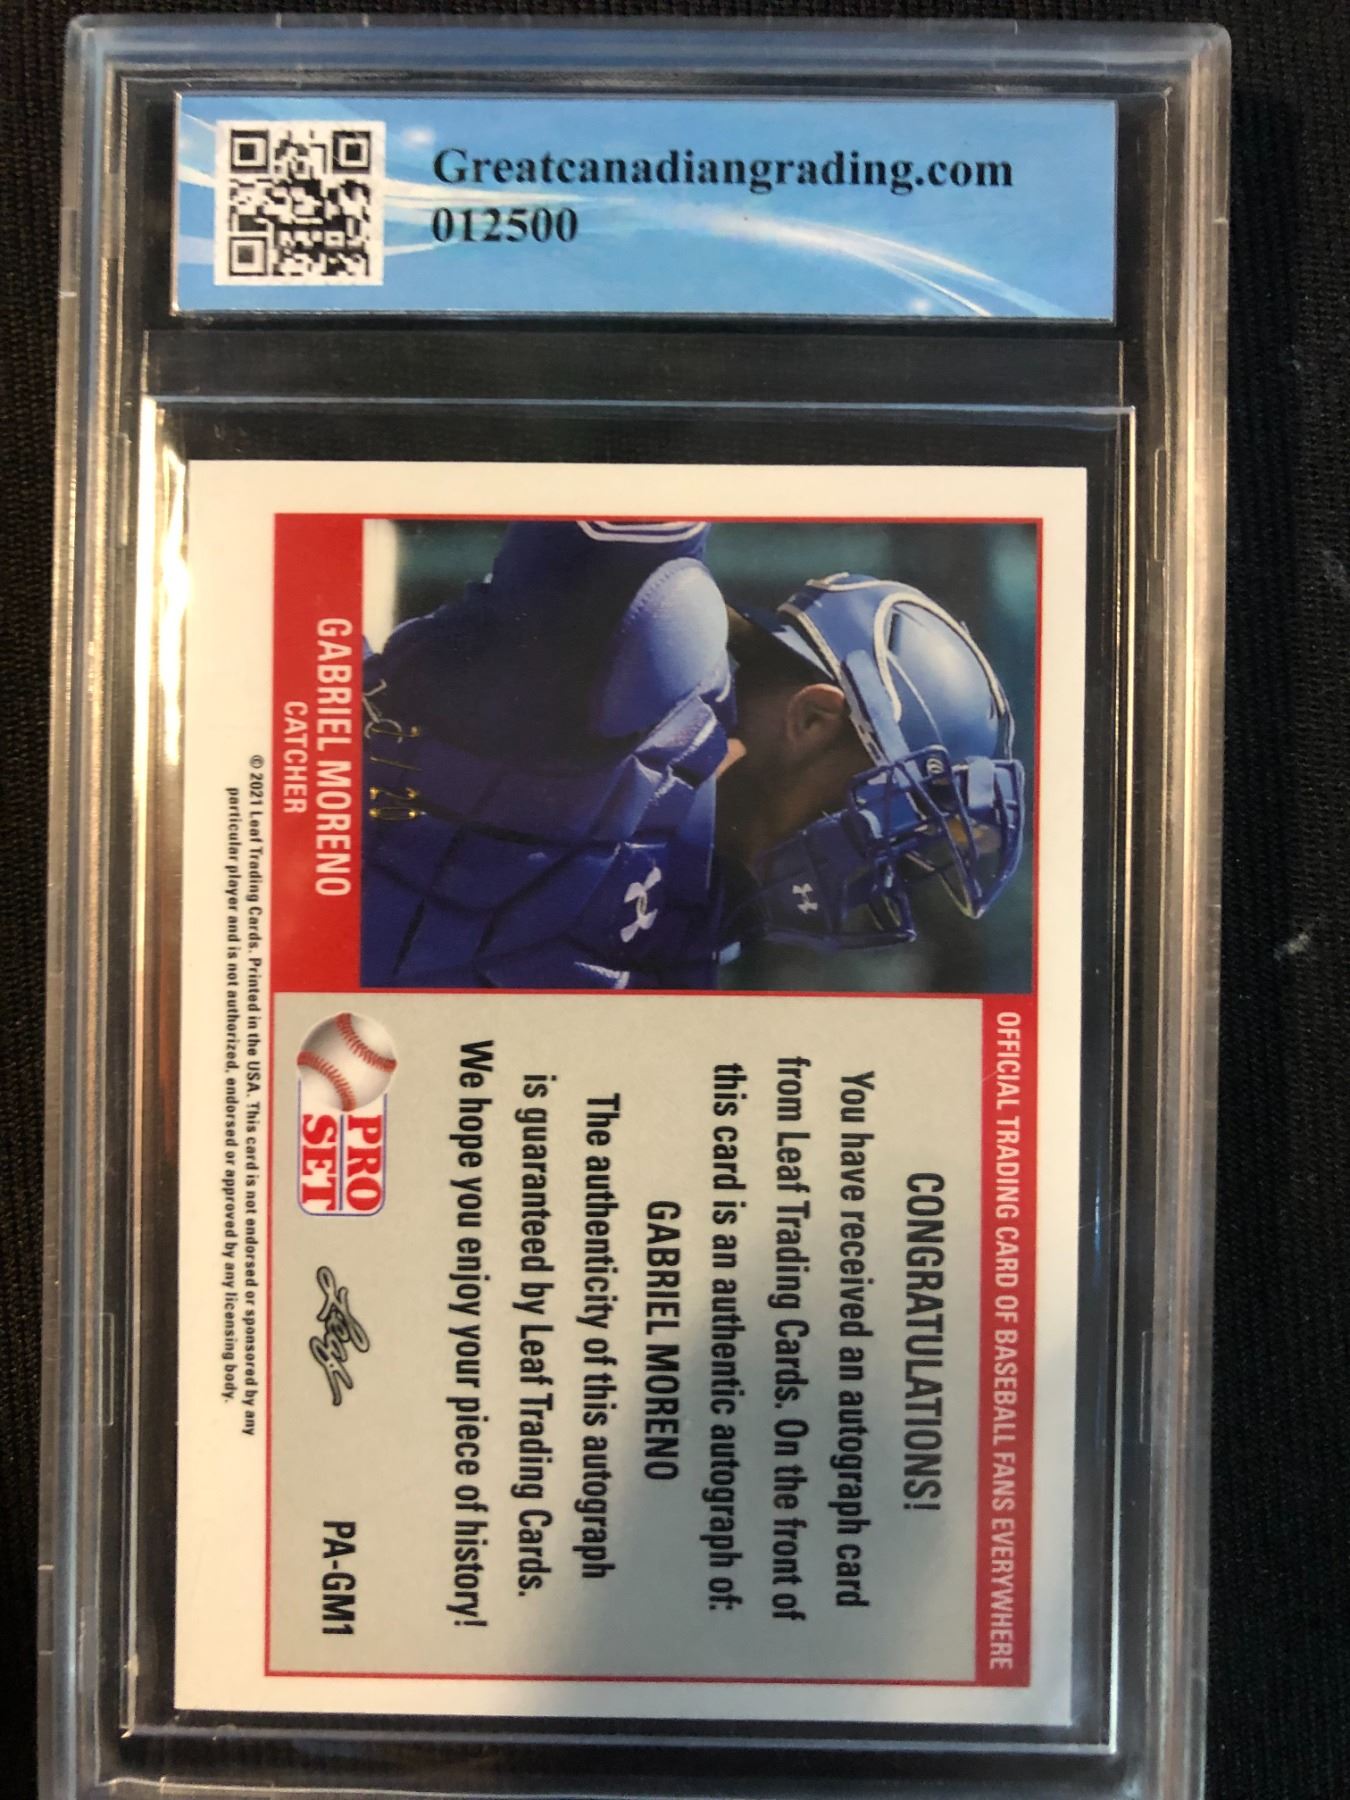 Greatcanadiangrading.com
012500
OFFICIAL TRADING CARD OF BASEBALL FANS EVERYWHERE
CONGRATULATIONS!
You have received an autograph card
from Leaf Trading Cards. On the front of
this card is an authentic autograph of:
GABRIEL MORENO
The authenticity of this autograph
is guaranteed by Leaf Trading Cards.
We hope you enjoy your piece of history!
GABRIEL MORENO
CATCHER
PRO
SET
Leaf
PA-GM1
© 2021 Leaf Trading Cards. Printed in the USA. This card is not endorsed or sponsored by any
particular player and is not authorized, endorsed or approved by any licensing body.